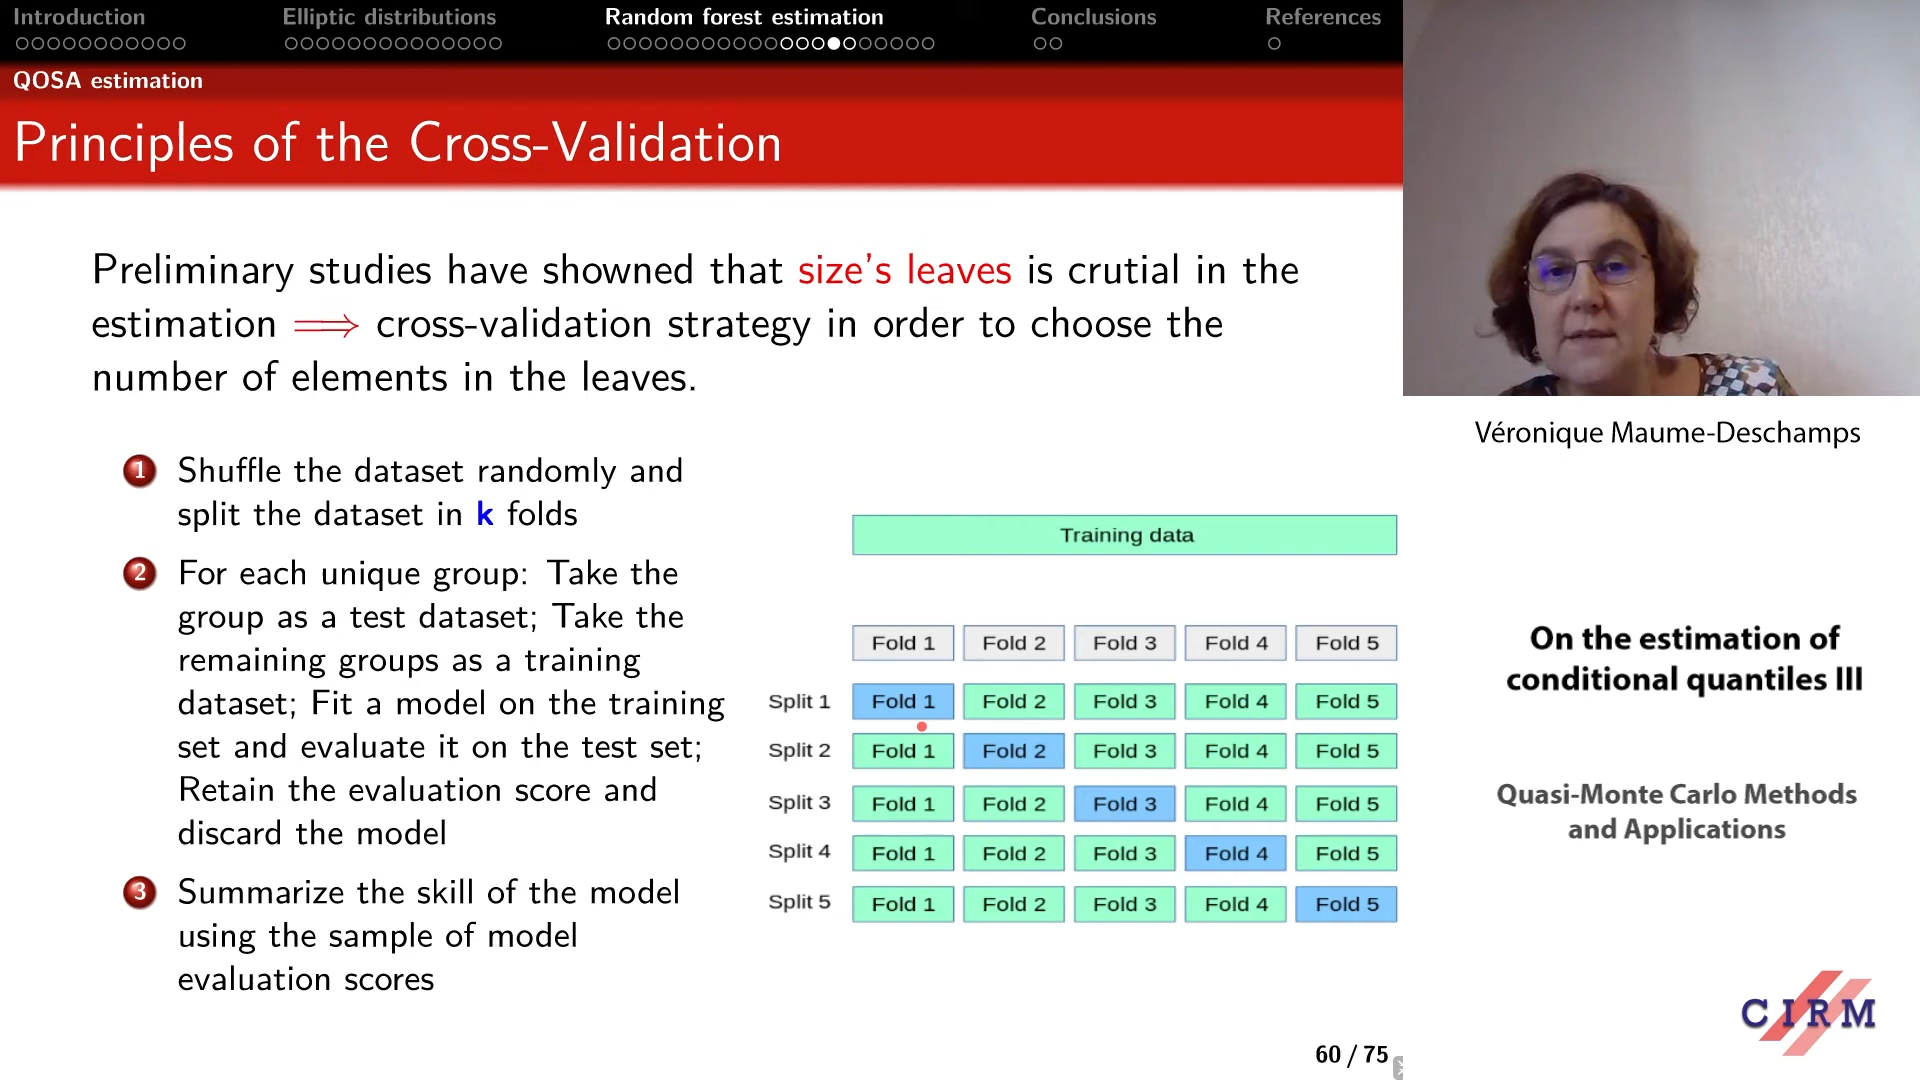 Introduction
Elliptic distributions
Random forest estimation
Conclusions
References
QOSA estimation
Principles of the Cross-Validation
Preliminary studies have showned that size's leaves is crutial in the
estimation ⟹ cross-validation strategy in order to choose the
number of elements in the leaves.
1 Shuffle the dataset randomly and
split the dataset in k folds
2 For each unique group: Take the
group as a test dataset; Take the
remaining groups as a training
dataset; Fit a model on the training
set and evaluate it on the test set;
Retain the evaluation score and
discard the model
3 Summarize the skill of the model
using the sample of model
evaluation scores
Training data
Fold 1 Fold 2 Fold 3 Fold 4 Fold 5
Split 1 Fold 1 Fold 2 Fold 3 Fold 4 Fold 5
Split 2 Fold 1 Fold 2 Fold 3 Fold 4 Fold 5
Split 3 Fold 1 Fold 2 Fold 3 Fold 4 Fold 5
Split 4 Fold 1 Fold 2 Fold 3 Fold 4 Fold 5
Split 5 Fold 1 Fold 2 Fold 3 Fold 4 Fold 5
60 / 75
Véronique Maume-Deschamps
On the estimation of
conditional quantiles III
Quasi-Monte Carlo Methods
and Applications
CIRM